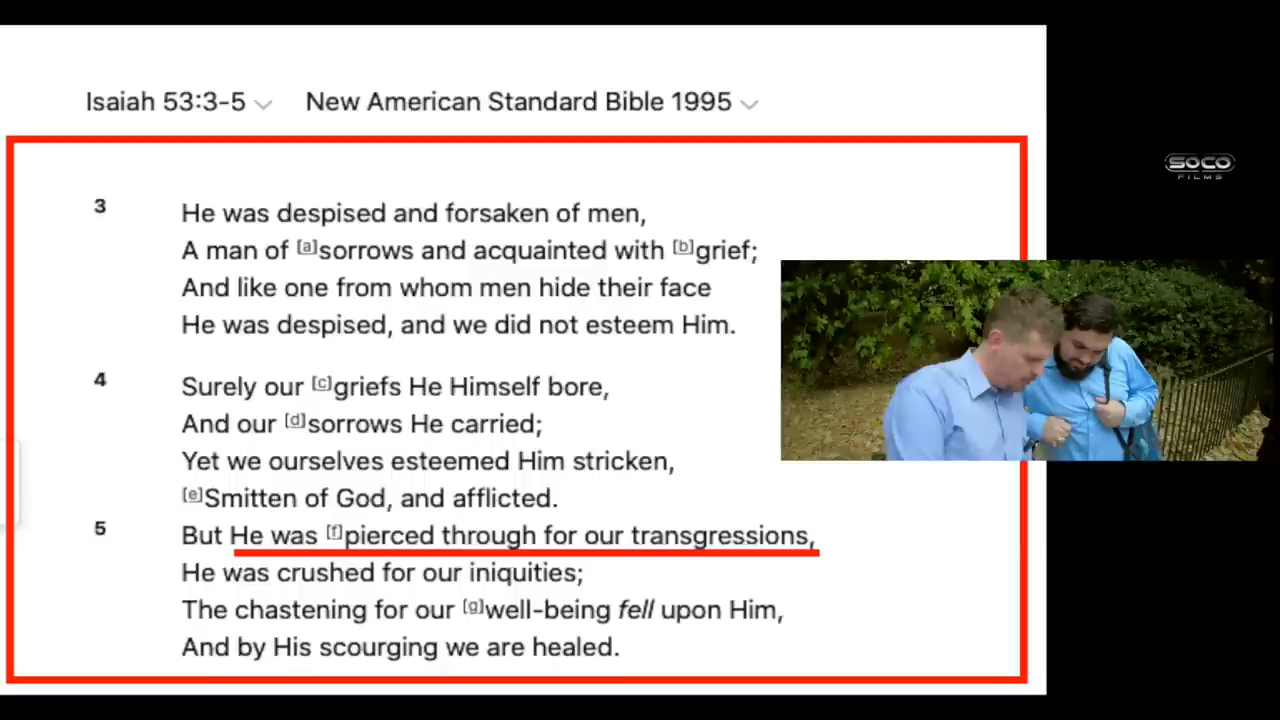 Isaiah 53:3-5 New American Standard Bible 1995
SOCO
FILMS
3 He was despised and forsaken of men,
A man of [a]sorrows and acquainted with [b]grief;
And like one from whom men hide their face
He was despised, and we did not esteem Him.
4 Surely our [c]griefs He Himself bore,
And our [d]sorrows He carried;
Yet we ourselves esteemed Him stricken,
[e]Smitten of God, and afflicted.
5 But He was [f]pierced through for our transgressions,
He was crushed for our iniquities;
The chastening for our [g]well-being fell upon Him,
And by His scourging we are healed.